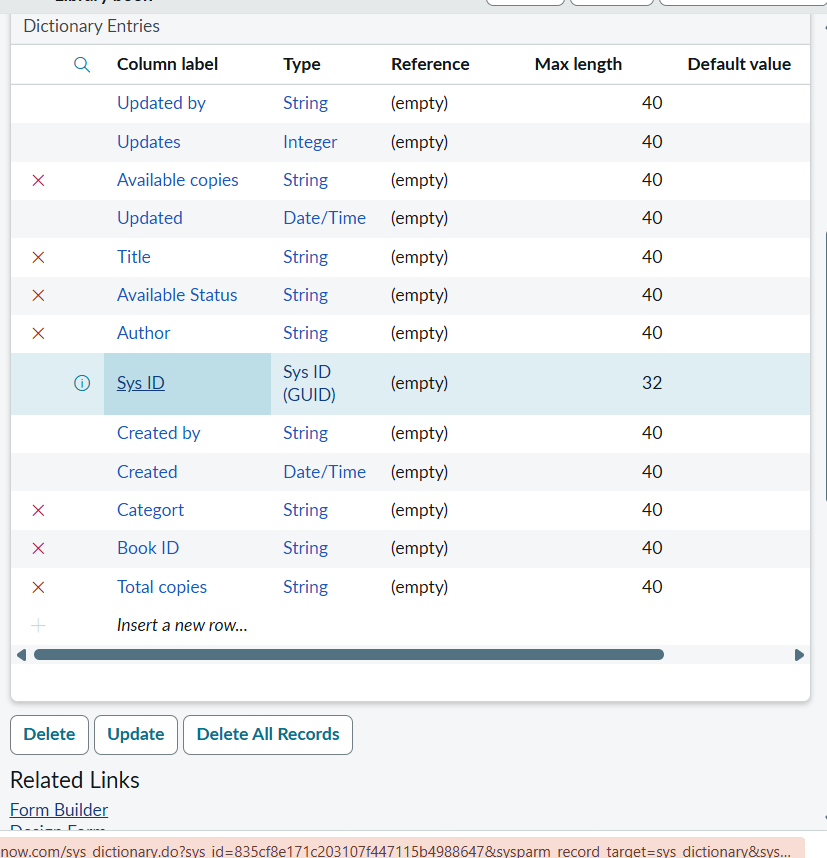 Library book
Dictionary Entries
Column label Type Reference Max length Default value
Updated by String (empty) 40
Updates Integer (empty) 40
Available copies String (empty) 40
Updated Date/Time (empty) 40
Title String (empty) 40
Available Status String (empty) 40
Author String (empty) 40
Sys ID Sys ID (GUID) (empty) 32
Created by String (empty) 40
Created Date/Time (empty) 40
Categort String (empty) 40
Book ID String (empty) 40
Total copies String (empty) 40
Insert a new row...
Delete Update Delete All Records
Related Links
Form Builder
Design Form
now.com/sys_dictionary.do?sys_id=835cf8e171c203107f447115b4988647&sysparm_record_target=sys_dictionary&sys...